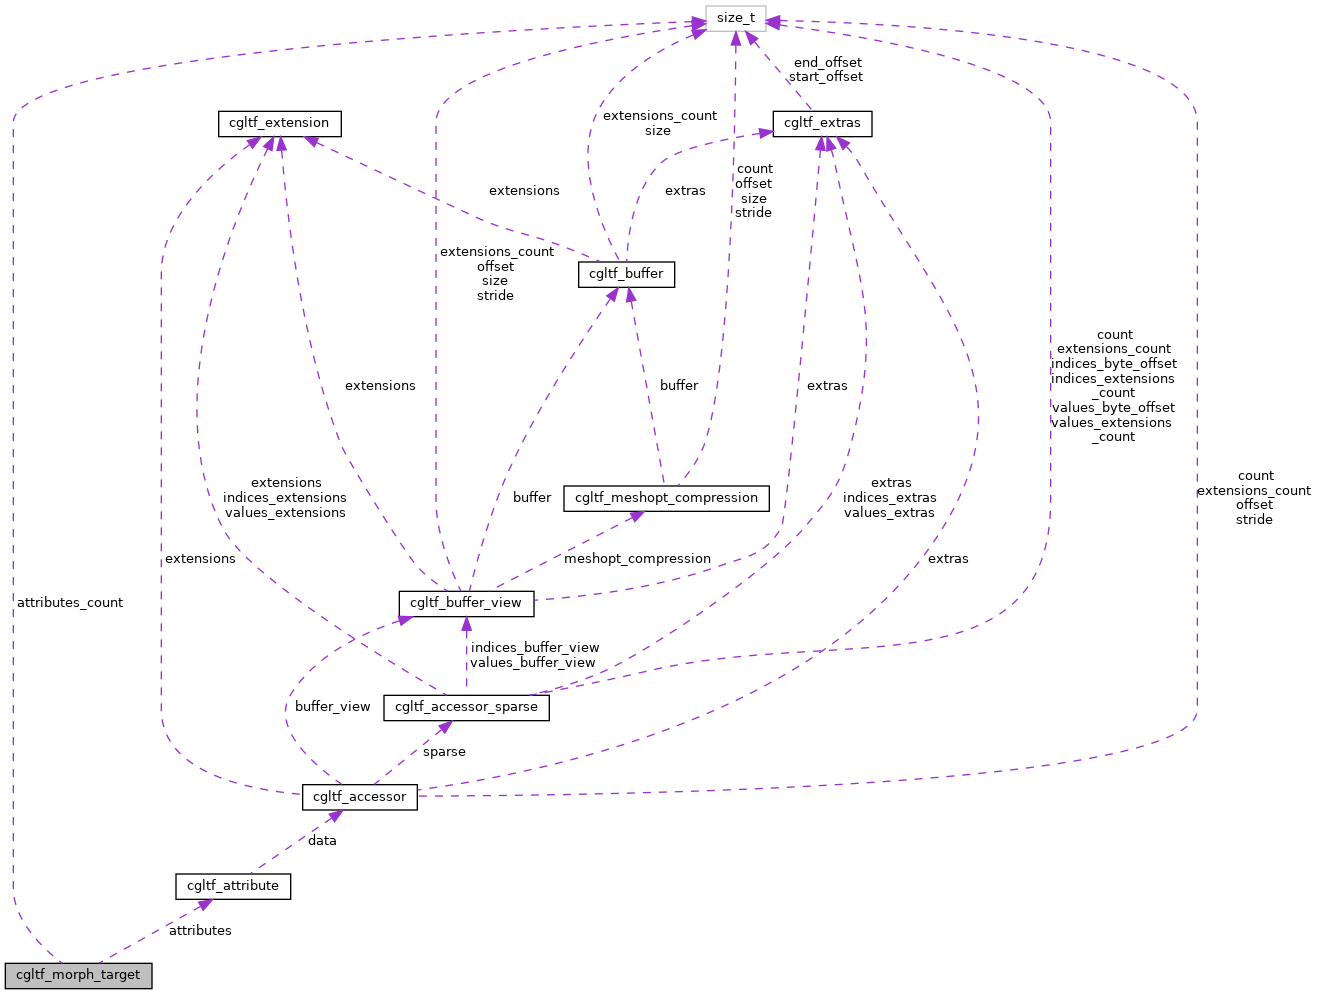 size_t
end_offset
start_offset
extensions_count
size
cgltf_extension
cgltf_extras
count
offset
size
stride
extensions
extras
extensions_count
offset
size
stride
cgltf_buffer
count
extensions_count
indices_byte_offset
indices_extensions
_count
values_byte_offset
values_extensions
_count
extensions
buffer
extras
extensions
indices_extensions
values_extensions
buffer
cgltf_meshopt_compression
extras
indices_extras
values_extras
count
extensions_count
offset
stride
extensions
meshopt_compression
extras
attributes_count
cgltf_buffer_view
indices_buffer_view
values_buffer_view
buffer_view
cgltf_accessor_sparse
sparse
cgltf_accessor
data
cgltf_attribute
attributes
cgltf_morph_target